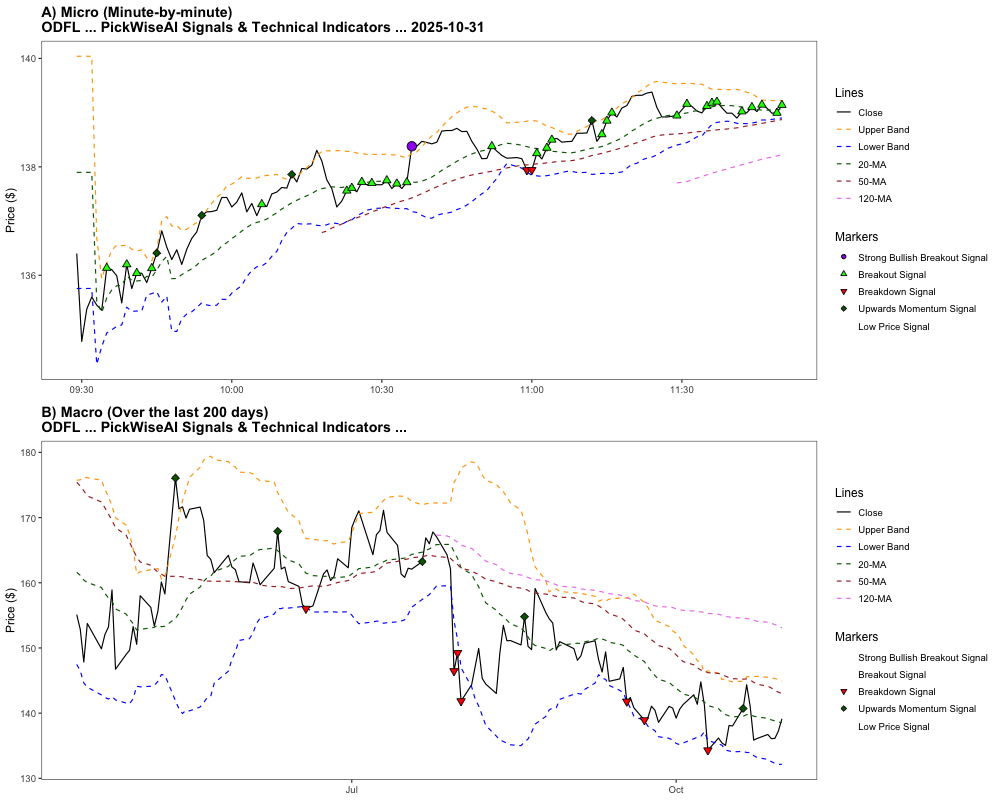 A) Micro (Minute-by-minute)
ODFL ... PickWiseAI Signals & Technical Indicators ... 2025-10-31
Price ($)
140
138
136
09:30
10:00
10:30
11:00
11:30
Lines
Close
Upper Band
Lower Band
20-MA
50-MA
120-MA
Markers
Strong Bullish Breakout Signal
Breakout Signal
Breakdown Signal
Upwards Momentum Signal
Low Price Signal
B) Macro (Over the last 200 days)
ODFL ... PickWiseAI Signals & Technical Indicators ...
Price ($)
180
170
160
150
140
130
Jul
Oct
Lines
Close
Upper Band
Lower Band
20-MA
50-MA
120-MA
Markers
Strong Bullish Breakout Signal
Breakout Signal
Breakdown Signal
Upwards Momentum Signal
Low Price Signal